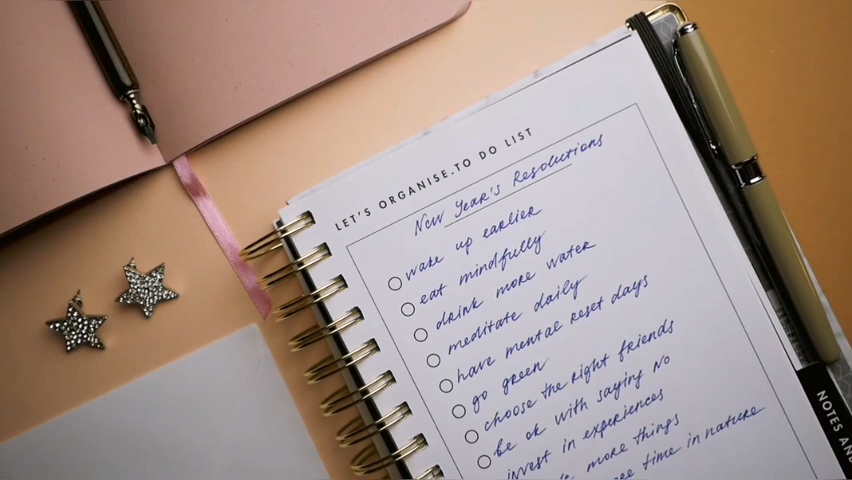 LET'S ORGANISE.TO DO LIST
New Year's Resolutions
wake up earlier
eat mindfully
drink more water
meditate daily
have mental reset days
go green
choose the right friends
be ok with saying no
invest in experiences
more things
time in nature
NOTES AND